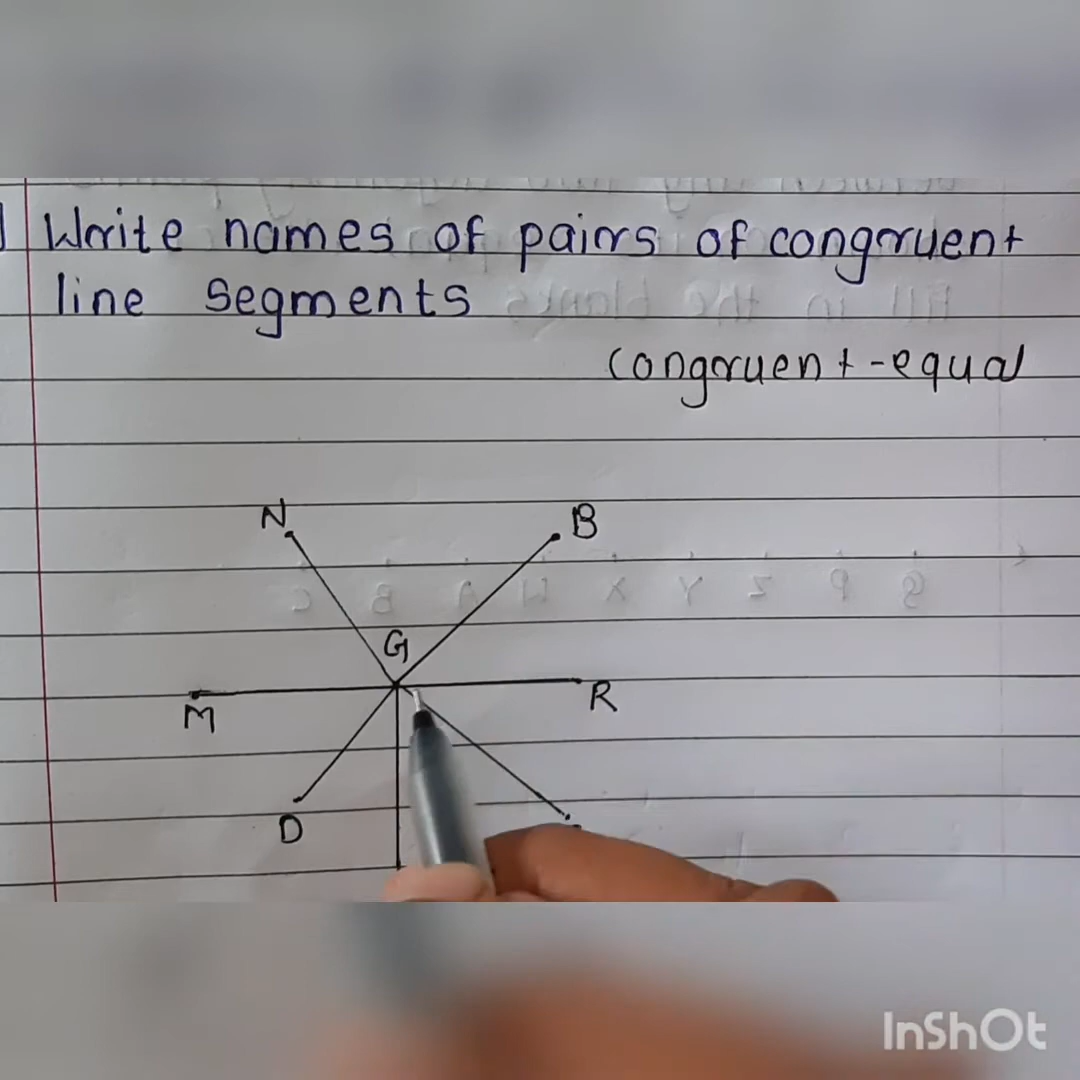 Write names of pairs of congruent
line segments
congruent - equal
N
B
G
M
R
D
InShOt